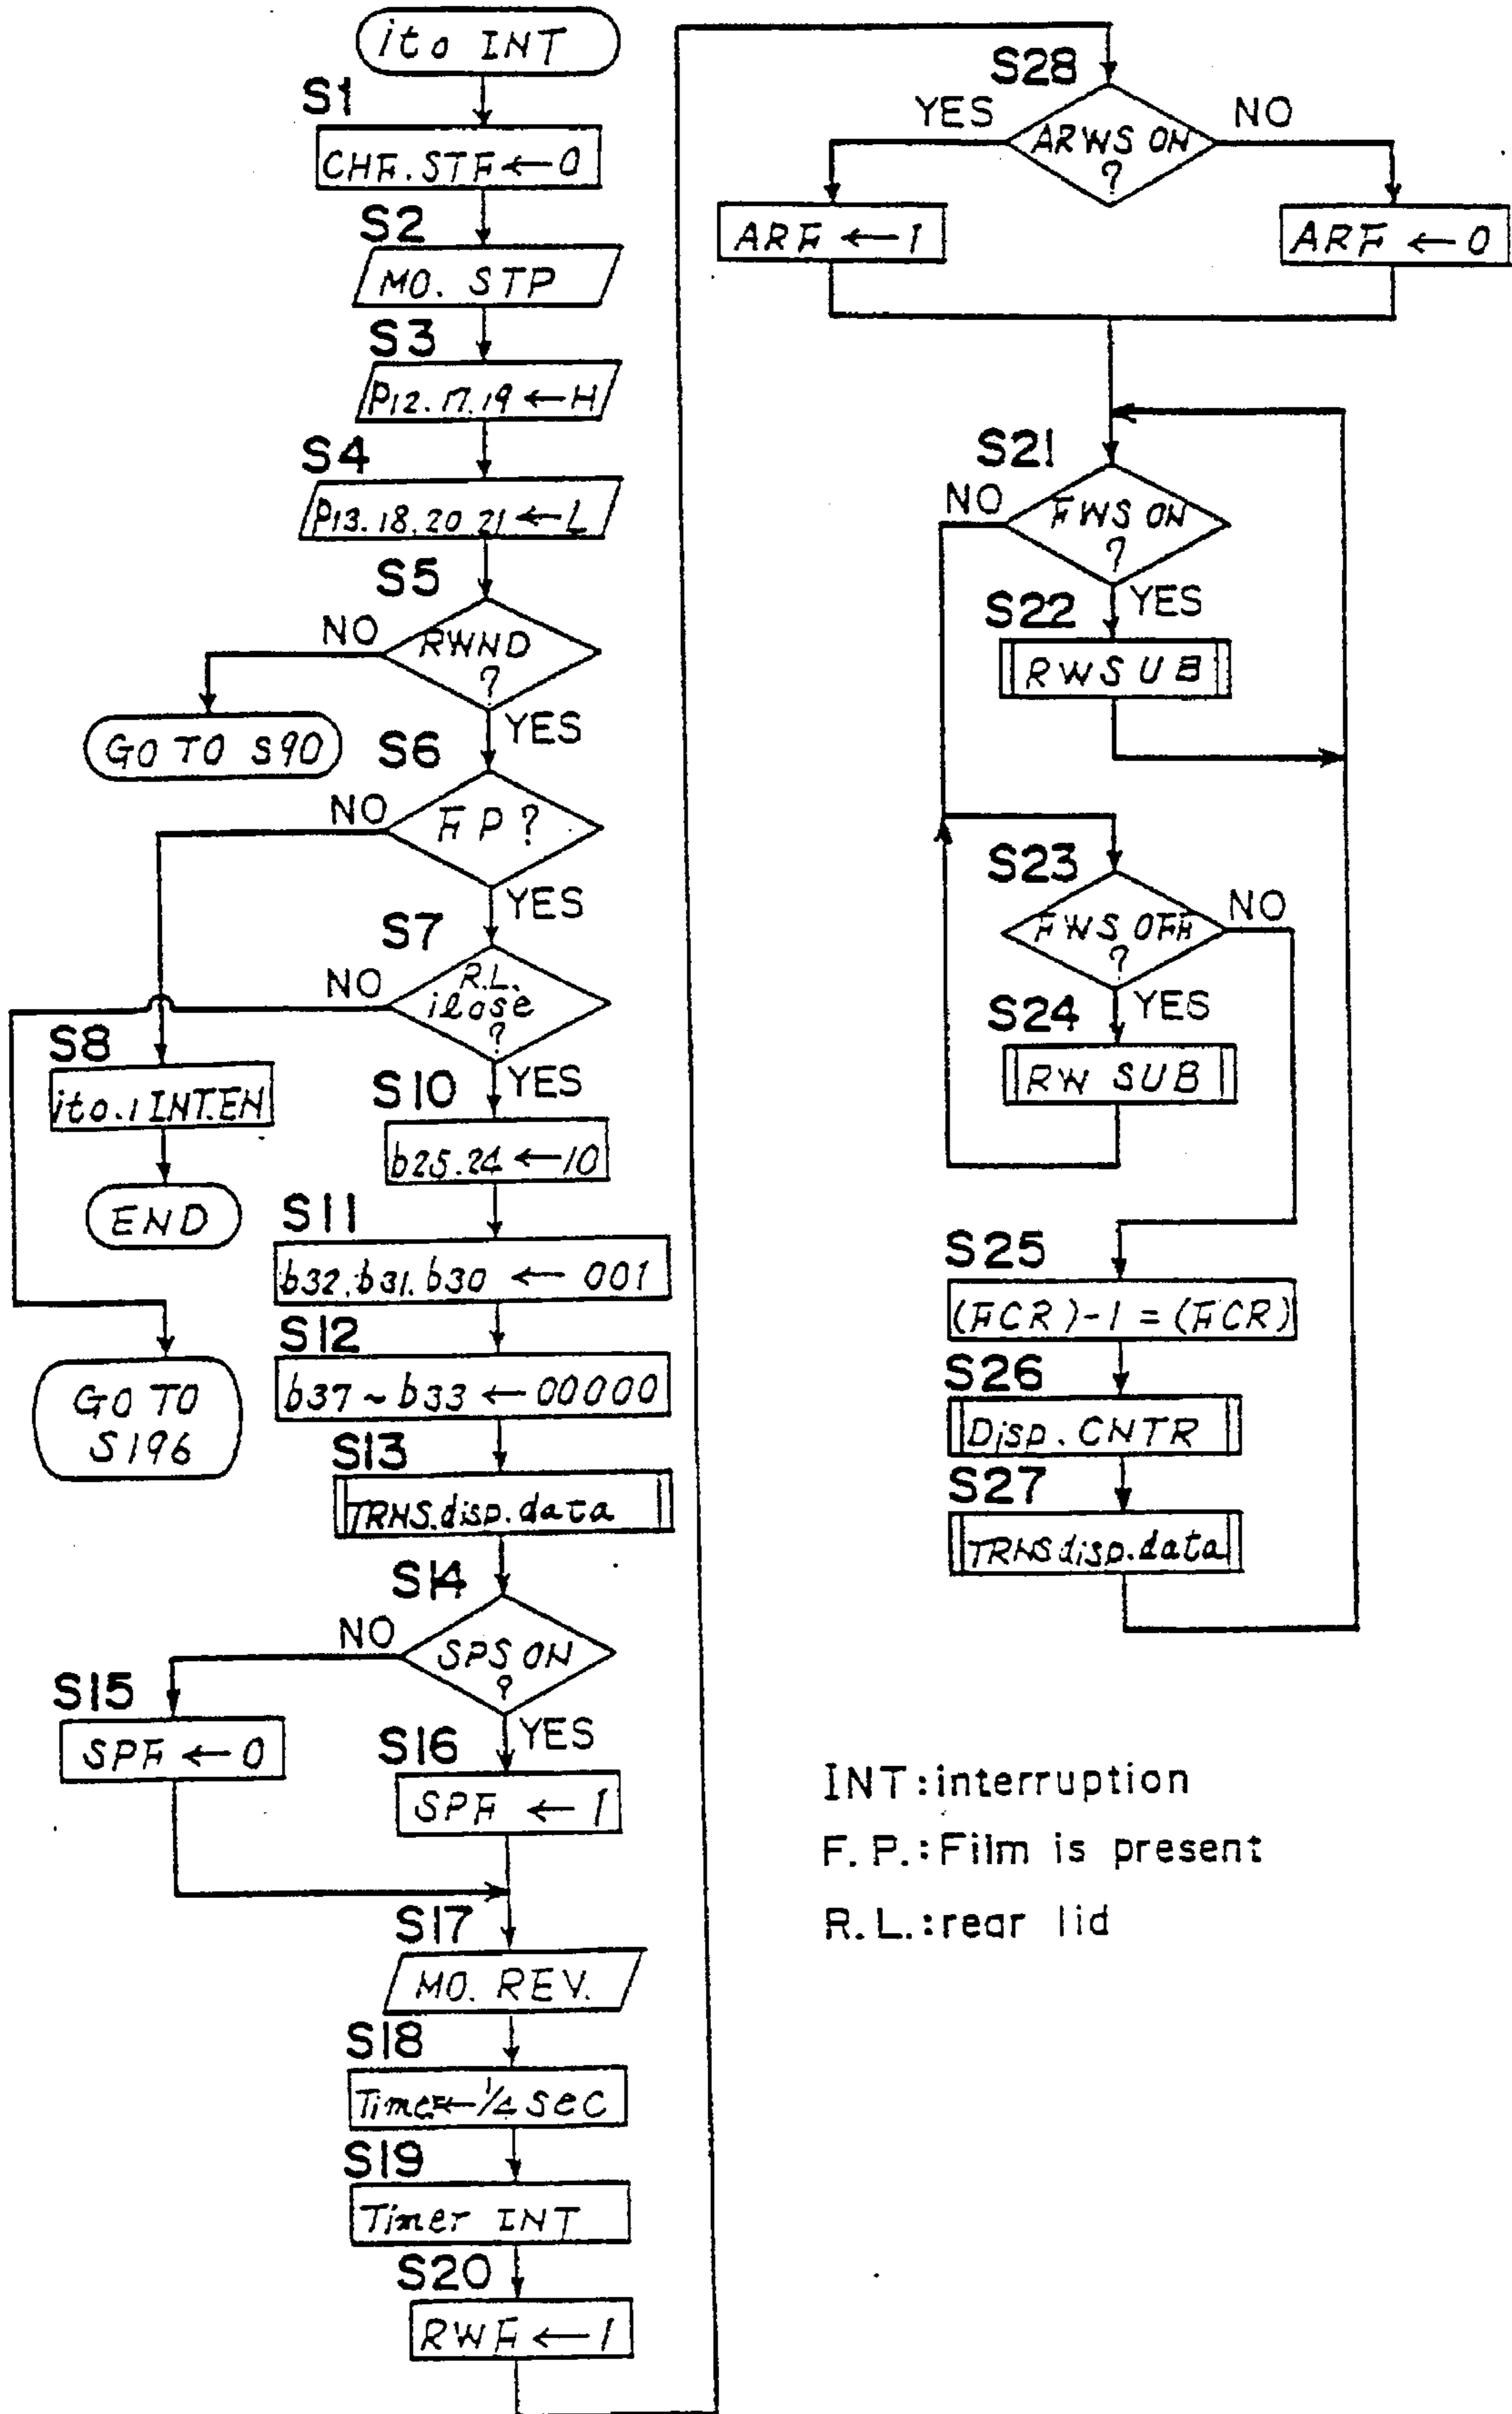 ito INT
S1
CHF.STF←0
S2
MO. STP
S3
P12.17.19 ←H
S4
P13.18.20 21←L
S5
NO
RWND
?
YES
GO TO S90
S6
NO
FP?
YES
S7
NO
R.L.
close
?
YES
S8
ito.1 INT.EN
END
GO TO
S196
S10
b25.24 ←10
S11
b32.b31.b30 ← 001
S12
b37~b33 ←00000
S13
TRNS.disp.data
S14
NO
SPS ON
?
YES
S15
SPF ←0
S16
SPF ←1
S17
MO. REV.
S18
Timer←1/4 sec
S19
Timer INT
S20
RWF ←1
S28
YES
ARWS ON
?
NO
ARF ←1
ARF ←0
S21
NO
FWS ON
?
YES
S22
RWSUB
S23
FWS OFF
?
NO
YES
S24
RW SUB
S25
(FCR)-1 = (FCR)
S26
Disp. CNTR
S27
TRNS disp.data
INT:interruption
F. P.:Film is present
R.L.:rear lid